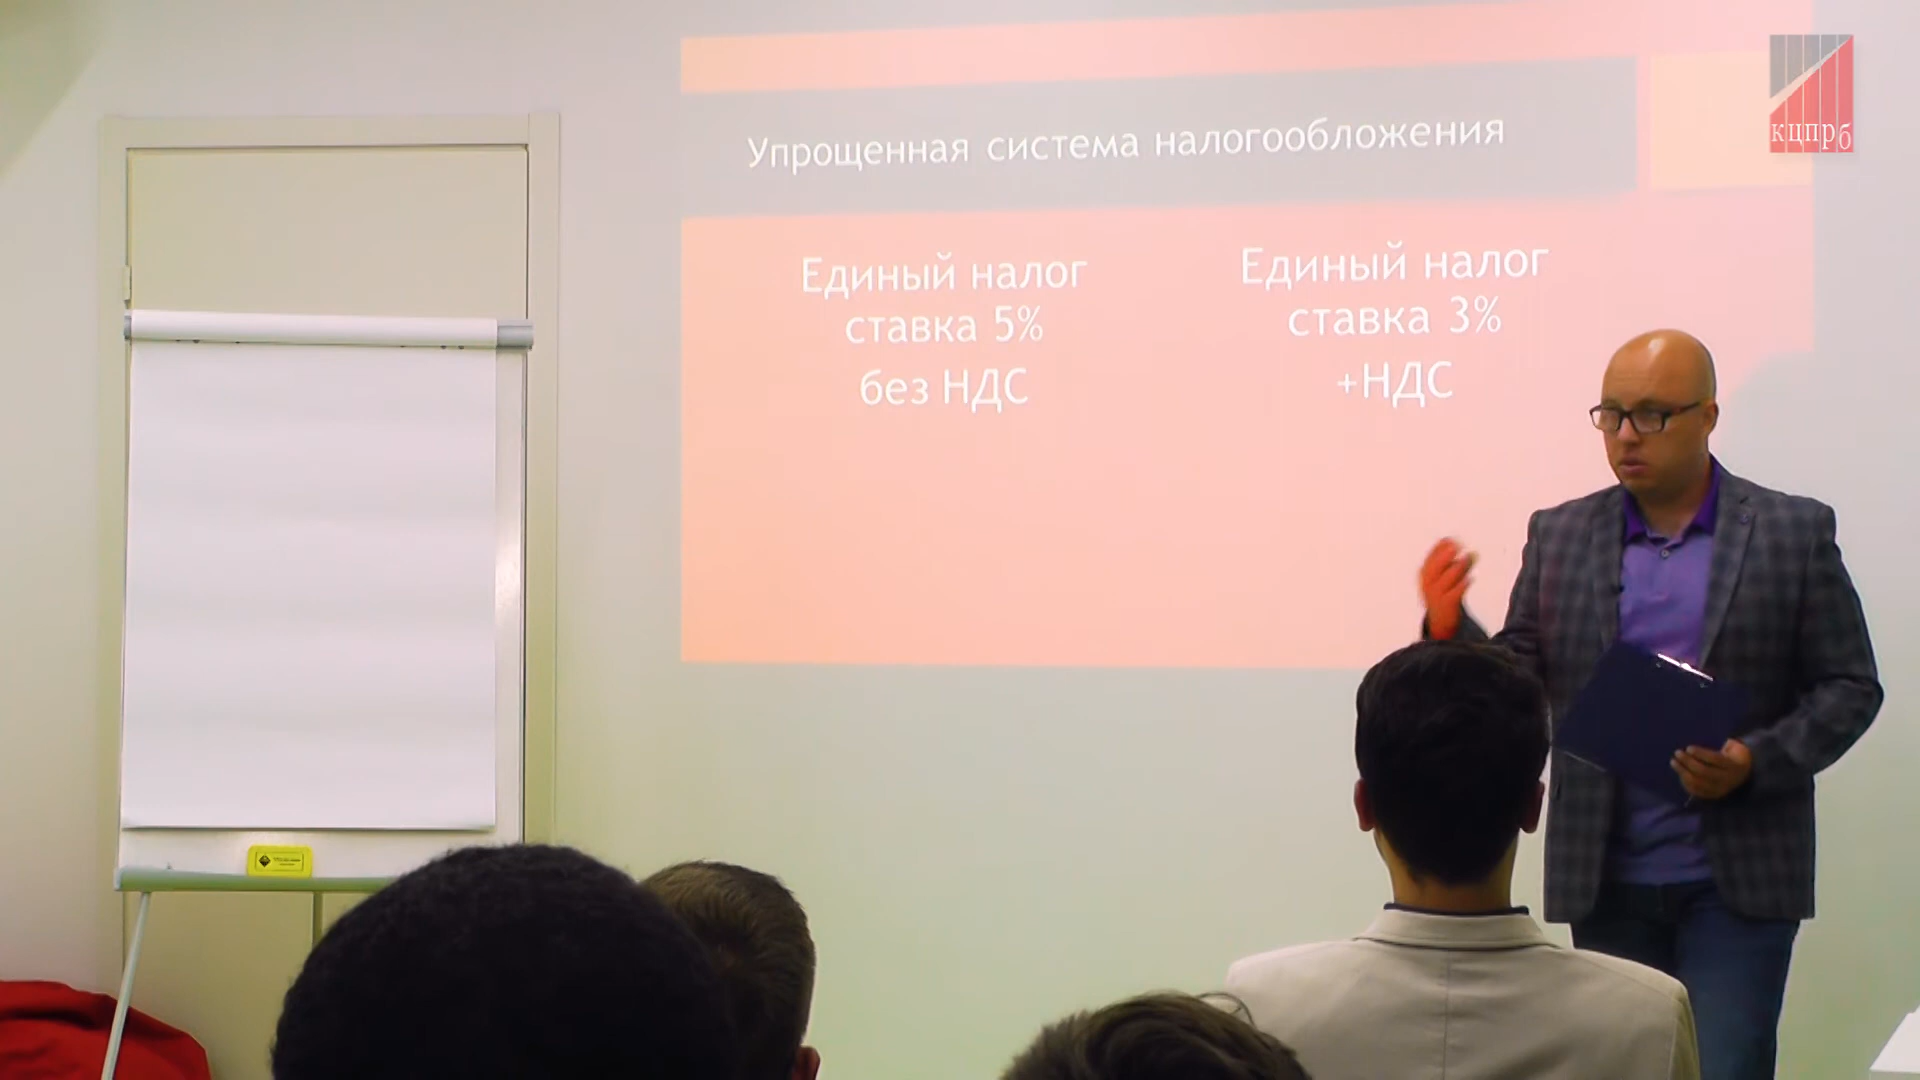 Упрощенная система налогообложения
Единый налог
ставка 5%
без НДС
Единый налог
ставка 3%
+НДС
кцпрб